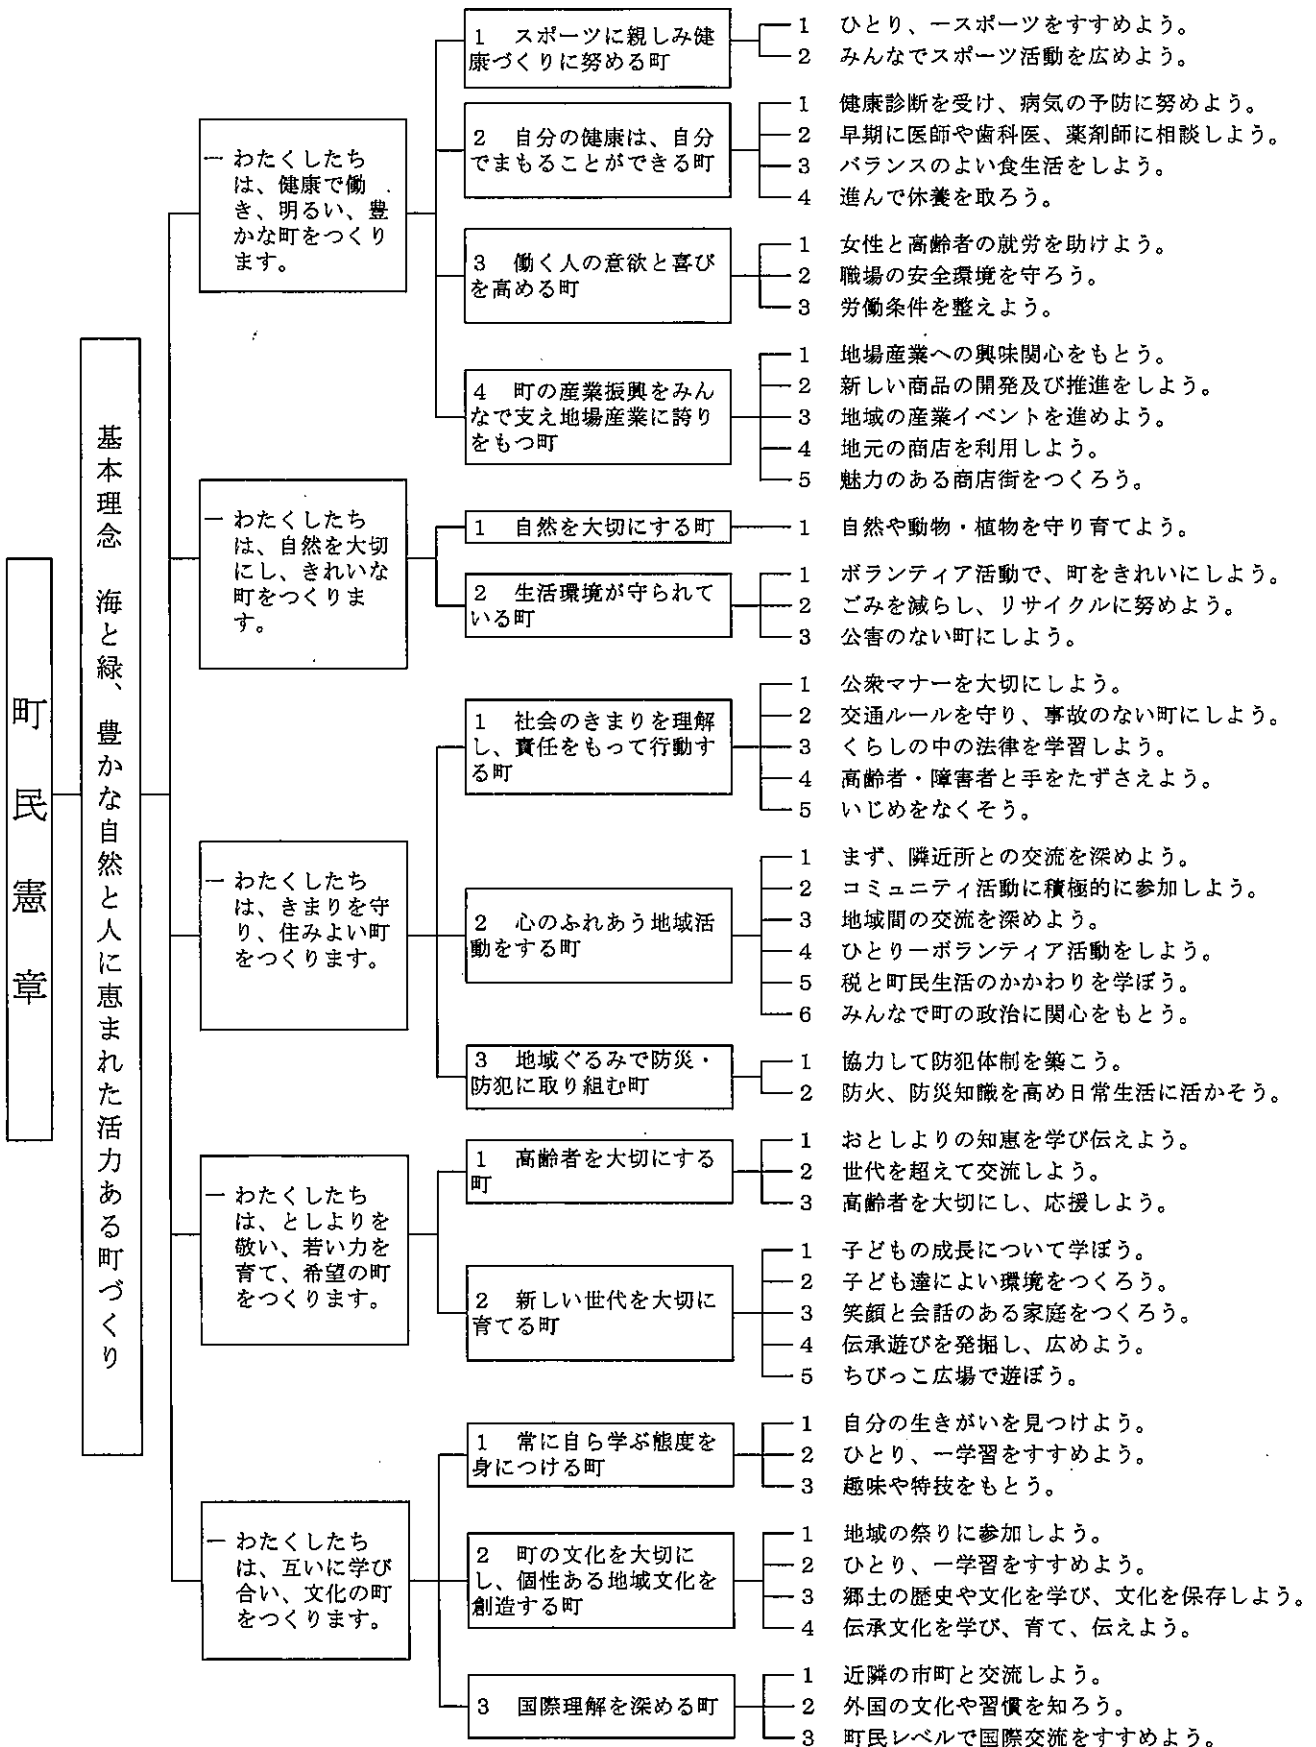 町民憲章
基本理念　海と緑、豊かな自然と人に恵まれた活力ある町づくり
一 わたくしたち
は、健康で働
き、明るい、豊
かな町をつくり
ます。
1　スポーツに親しみ健
康づくりに努める町
1　ひとり、一スポーツをすすめよう。
2　みんなでスポーツ活動を広めよう。
2　自分の健康は、自分
でまもることができる町
1　健康診断を受け、病気の予防に努めよう。
2　早期に医師や歯科医、薬剤師に相談しよう。
3　バランスのよい食生活をしよう。
4　進んで休養を取ろう。
3　働く人の意欲と喜び
を高める町
1　女性と高齢者の就労を助けよう。
2　職場の安全環境を守ろう。
3　労働条件を整えよう。
4　町の産業振興をみん
なで支え地場産業に誇り
をもつ町
1　地場産業への興味関心をもとう。
2　新しい商品の開発及び推進をしよう。
3　地域の産業イベントを進めよう。
4　地元の商店を利用しよう。
5　魅力のある商店街をつくろう。
一 わたくしたち
は、自然を大切
にし、きれいな
町をつくりま
す。
1　自然を大切にする町
1　自然や動物・植物を守り育てよう。
2　生活環境が守られて
いる町
1　ボランティア活動で、町をきれいにしよう。
2　ごみを減らし、リサイクルに努めよう。
3　公害のない町にしよう。
一 わたくしたち
は、きまりを守
り、住みよい町
をつくります。
1　社会のきまりを理解
し、責任をもって行動す
る町
1　公衆マナーを大切にしよう。
2　交通ルールを守り、事故のない町にしよう。
3　くらしの中の法律を学習しよう。
4　高齢者・障害者と手をたずさえよう。
5　いじめをなくそう。
2　心のふれあう地域活
動をする町
1　まず、隣近所との交流を深めよう。
2　コミュニティ活動に積極的に参加しよう。
3　地域間の交流を深めよう。
4　ひとり一ボランティア活動をしよう。
5　税と町民生活のかかわりを学ぼう。
6　みんなで町の政治に関心をもとう。
3　地域ぐるみで防災・
防犯に取り組む町
1　協力して防犯体制を築こう。
2　防火、防災知識を高め日常生活に活かそう。
一 わたくしたち
は、としよりを
敬い、若い力を
育て、希望の町
をつくります。
1　高齢者を大切にする
町
1　おとしよりの知恵を学び伝えよう。
2　世代を超えて交流しよう。
3　高齢者を大切にし、応援しよう。
2　新しい世代を大切に
育てる町
1　子どもの成長について学ぼう。
2　子ども達によい環境をつくろう。
3　笑顔と会話のある家庭をつくろう。
4　伝承遊びを発掘し、広めよう。
5　ちびっこ広場で遊ぼう。
一 わたくしたち
は、互いに学び
合い、文化の町
をつくります。
1　常に自ら学ぶ態度を
身につける町
1　自分の生きがいを見つけよう。
2　ひとり、一学習をすすめよう。
3　趣味や特技をもとう。
2　町の文化を大切に
し、個性ある地域文化を
創造する町
1　地域の祭りに参加しよう。
2　ひとり、一学習をすすめよう。
3　郷土の歴史や文化を学び、文化を保存しよう。
4　伝承文化を学び、育て、伝えよう。
3　国際理解を深める町
1　近隣の市町と交流しよう。
2　外国の文化や習慣を知ろう。
3　町民レベルで国際交流をすすめよう。